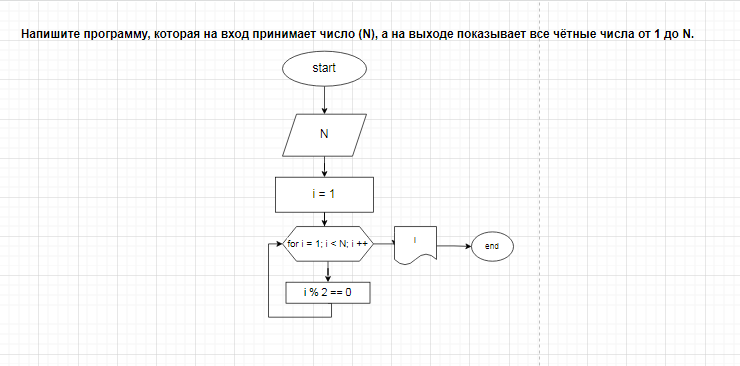 Напишите программу, которая на вход принимает число (N), а на выходе показывает все чётные числа от 1 до N.
start
N
i = 1
for i = 1; i < N; i ++
I
end
i % 2 == 0